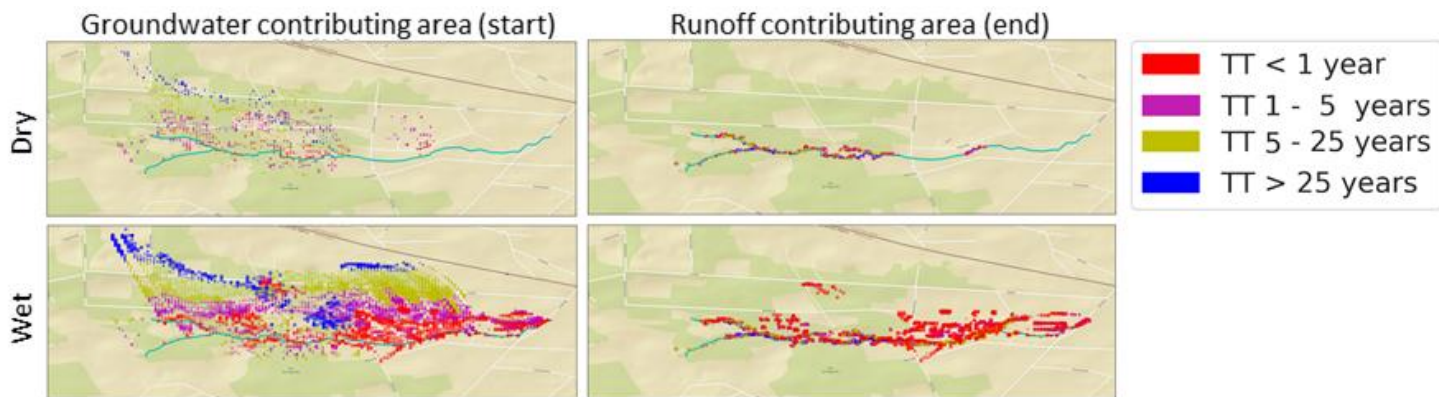 Groundwater contributing area (start)
Runoff contributing area (end)
Dry
Wet
TT < 1 year
TT 1 - 5 years
TT 5 - 25 years
TT > 25 years